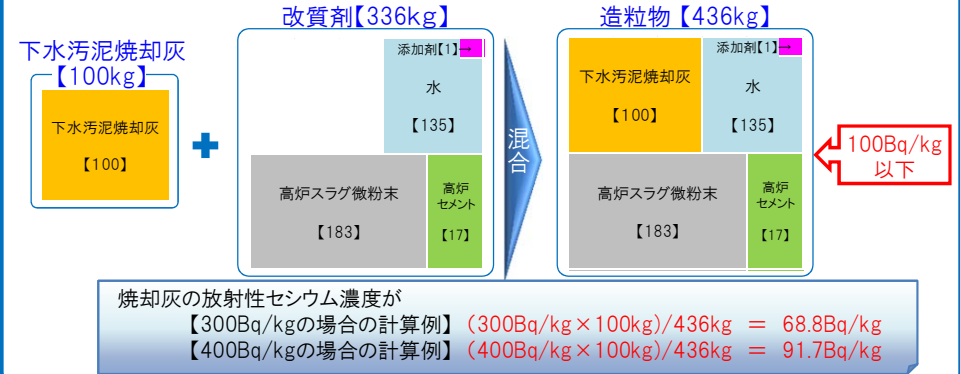 下水汚泥焼却灰
【100kg】
下水汚泥焼却灰
【100】
改質剤【336kg】
添加剤【1】→
水
【135】
高炉スラグ微粉末
【183】
高炉
セメント
【17】
混合
造粒物【436kg】
下水汚泥焼却灰
【100】
添加剤【1】→
水
【135】
高炉スラグ微粉末
【183】
高炉
セメント
【17】
100Bq/kg
以下
焼却灰の放射性セシウム濃度が
【300Bq/kgの場合の計算例】(300Bq/kg×100kg)/436kg = 68.8Bq/kg
【400Bq/kgの場合の計算例】(400Bq/kg×100kg)/436kg = 91.7Bq/kg